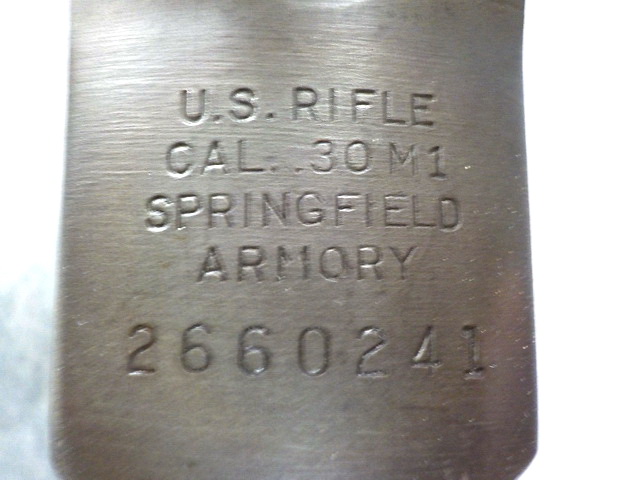 U.S. RIFLE
CAL. .30 M1
SPRINGFIELD
ARMORY
2660241